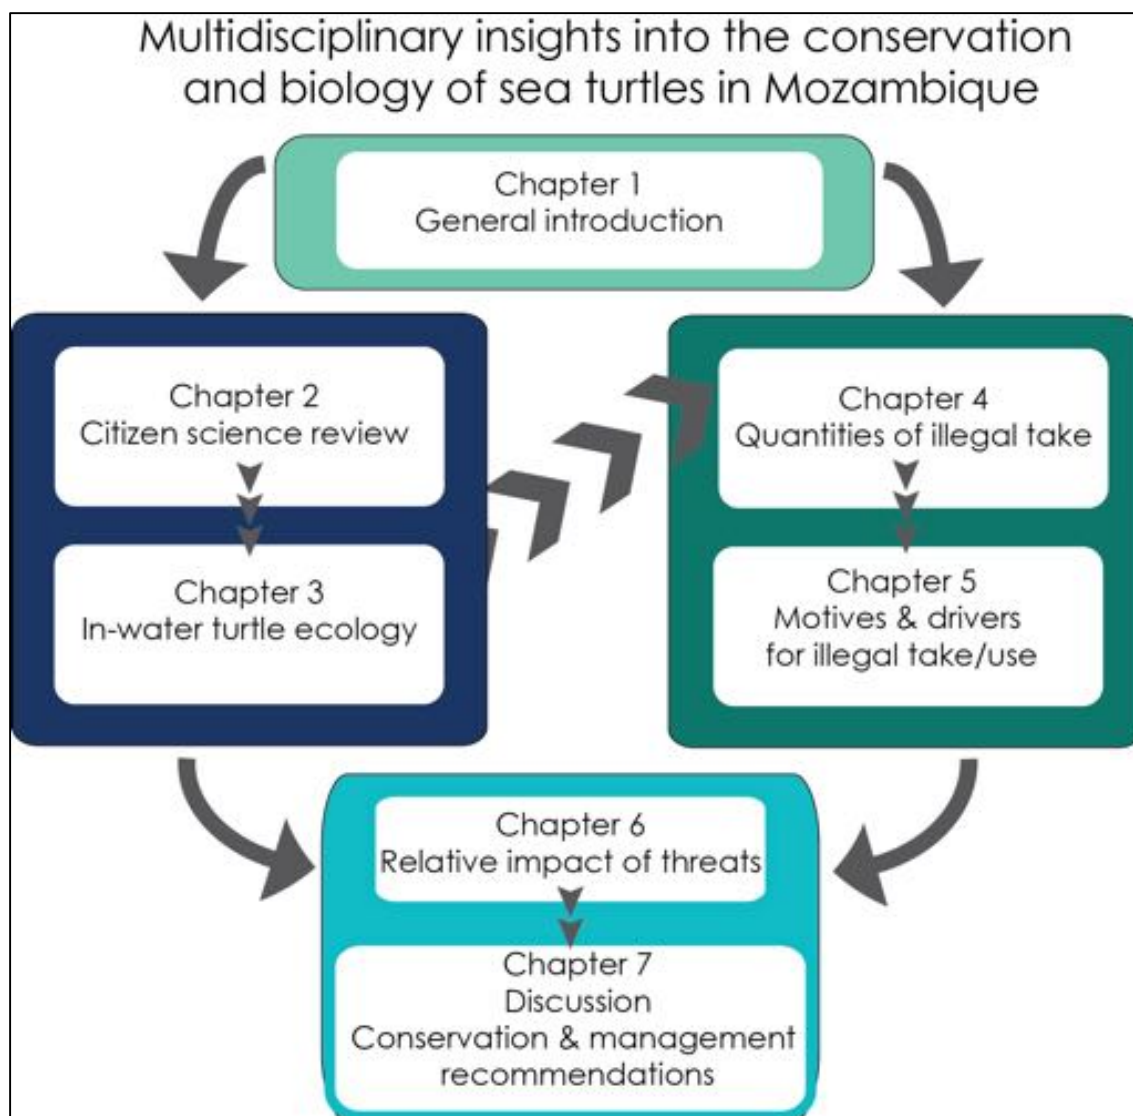 Multidisciplinary insights into the conservation
and biology of sea turtles in Mozambique
Chapter 1
General introduction
Chapter 2
Citizen science review
Chapter 3
In-water turtle ecology
Chapter 4
Quantities of illegal take
Chapter 5
Motives & drivers
for illegal take/use
Chapter 6
Relative impact of threats
Chapter 7
Discussion
Conservation & management
recommendations